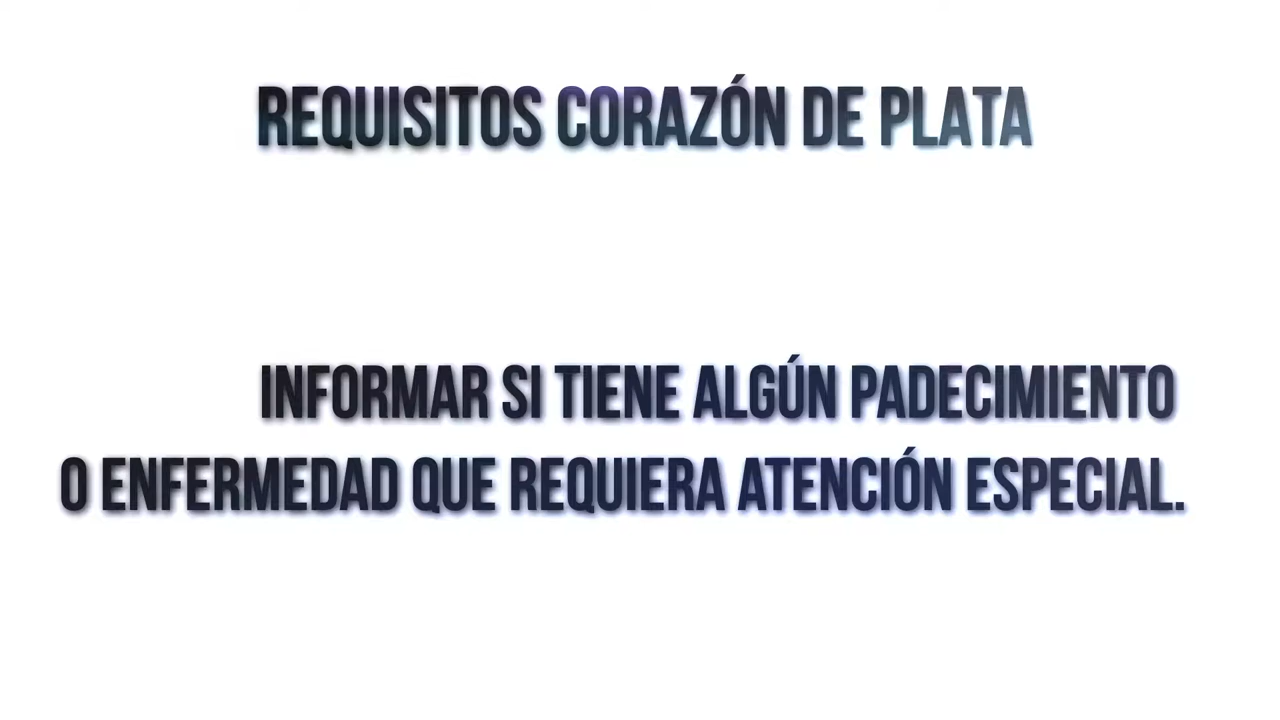 REQUISITOS CORAZÓN DE PLATA
INFORMAR SI TIENE ALGÚN PADECIMIENTO
O ENFERMEDAD QUE REQUIERA ATENCIÓN ESPECIAL.